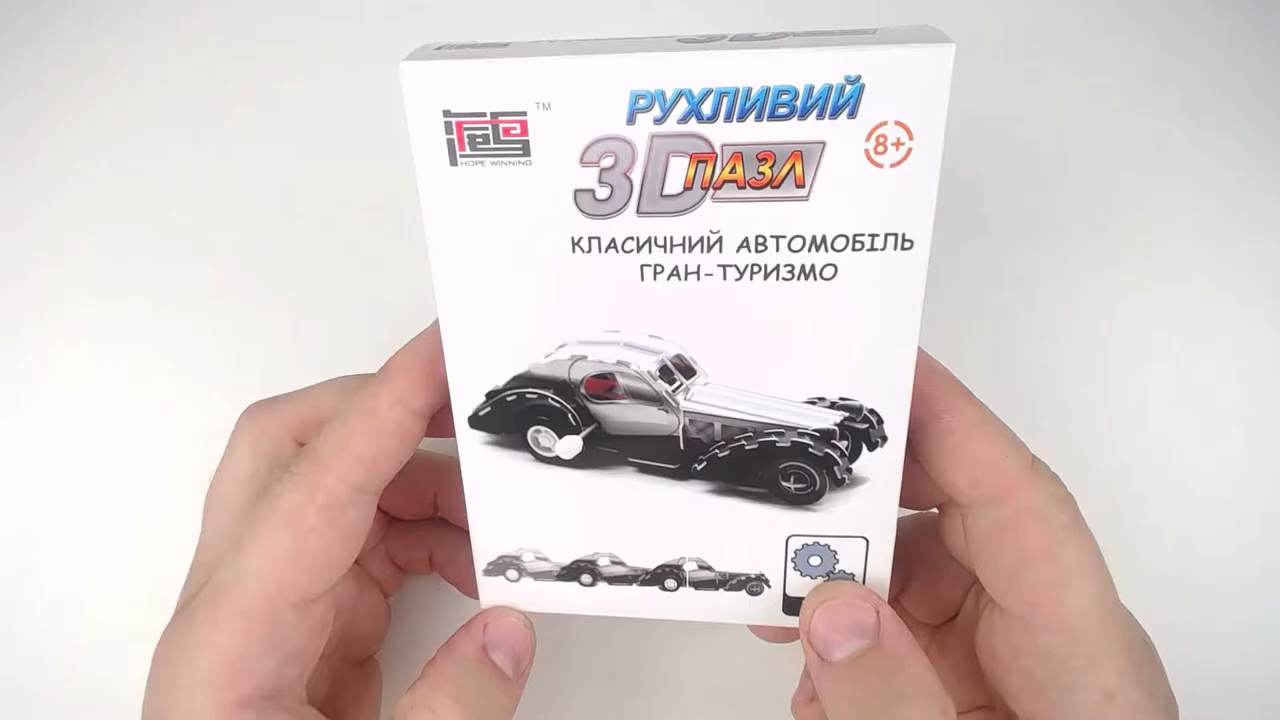 HOPE WINNING
TM
РУХЛИВИЙ
3D ПАЗЛ
8+
КЛАСИЧНИЙ АВТОМОБІЛЬ
ГРАН-ТУРИЗМО